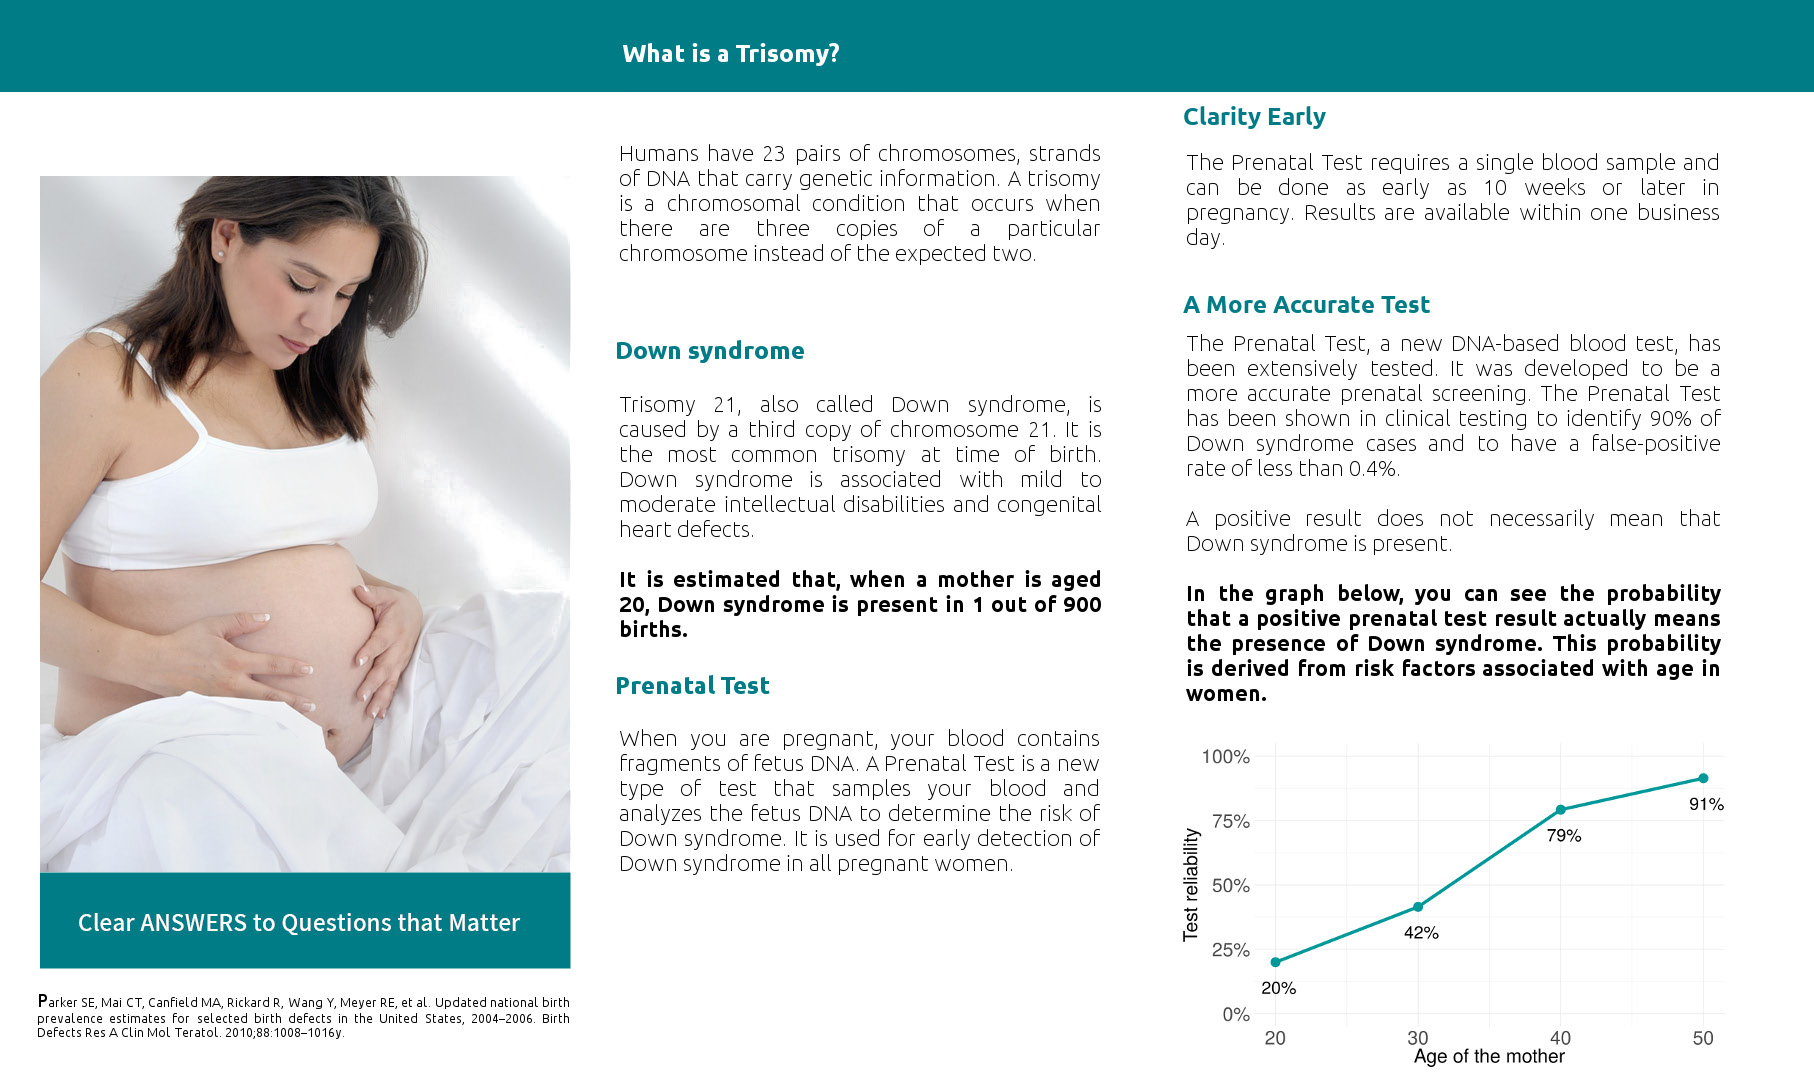 What is a Trisomy?
Clear ANSWERS to Questions that Matter
Parker SE, Mai CT, Canfield MA, Rickard R, Wang Y, Meyer RE, et al. Updated national birth
prevalence estimates for selected birth defects in the United States, 2004–2006. Birth
Defects Res A Clin Mol Teratol. 2010;88:1008–1016y.
Humans have 23 pairs of chromosomes, strands
of DNA that carry genetic information. A trisomy
is a chromosomal condition that occurs when
there are three copies of a particular
chromosome instead of the expected two.
Down syndrome
Trisomy 21, also called Down syndrome, is
caused by a third copy of chromosome 21. It is
the most common trisomy at time of birth.
Down syndrome is associated with mild to
moderate intellectual disabilities and congenital
heart defects.
It is estimated that, when a mother is aged
20, Down syndrome is present in 1 out of 900
births.
Prenatal Test
When you are pregnant, your blood contains
fragments of fetus DNA. A Prenatal Test is a new
type of test that samples your blood and
analyzes the fetus DNA to determine the risk of
Down syndrome. It is used for early detection of
Down syndrome in all pregnant women.
Clarity Early
The Prenatal Test requires a single blood sample and
can be done as early as 10 weeks or later in
pregnancy. Results are available within one business
day.
A More Accurate Test
The Prenatal Test, a new DNA-based blood test, has
been extensively tested. It was developed to be a
more accurate prenatal screening. The Prenatal Test
has been shown in clinical testing to identify 90% of
Down syndrome cases and to have a false-positive
rate of less than 0.4%.
A positive result does not necessarily mean that
Down syndrome is present.
In the graph below, you can see the probability
that a positive prenatal test result actually means
the presence of Down syndrome. This probability
is derived from risk factors associated with age in
women.
Test reliability
100%
75%
50%
25%
0%
20%
42%
79%
91%
20 30 40 50
Age of the mother